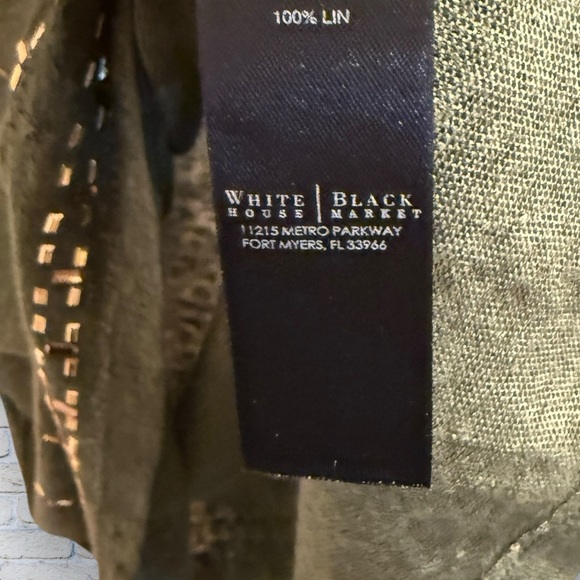 100% LIN
WHITE | BLACK
HOUSE | MARKET
11215 METRO PARKWAY
FORT MYERS, FL 33966